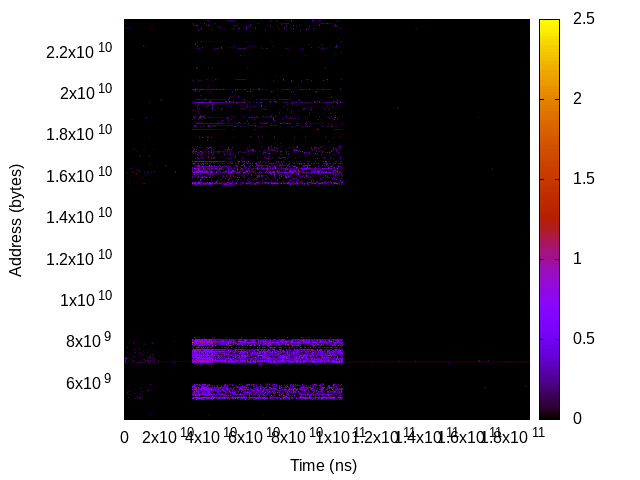 2.2x10 10
2x10 10
1.8x10 10
1.6x10 10
1.4x10 10
1.2x10 10
1x10 10
8x10 9
6x10 9
Address (bytes)
0 2x10 10 4x10 10 6x10 10 8x10 10 1x10 11 1.2x10 11 1.4x10 11 1.6x10 11 1.8x10 11
Time (ns)
2.5
2
1.5
1
0.5
0